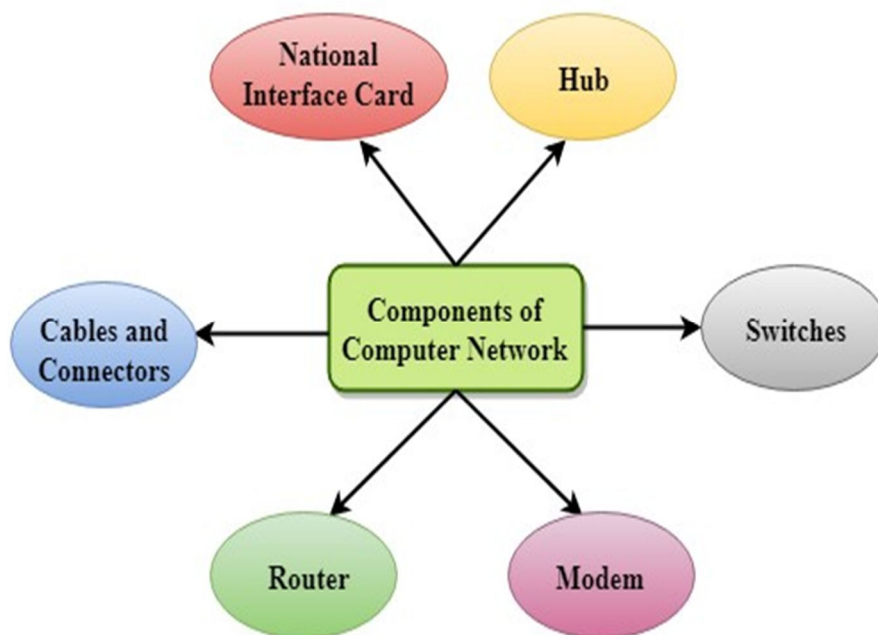 National
Interface Card
Hub
Components of
Computer Network
Cables and
Connectors
Switches
Router
Modem